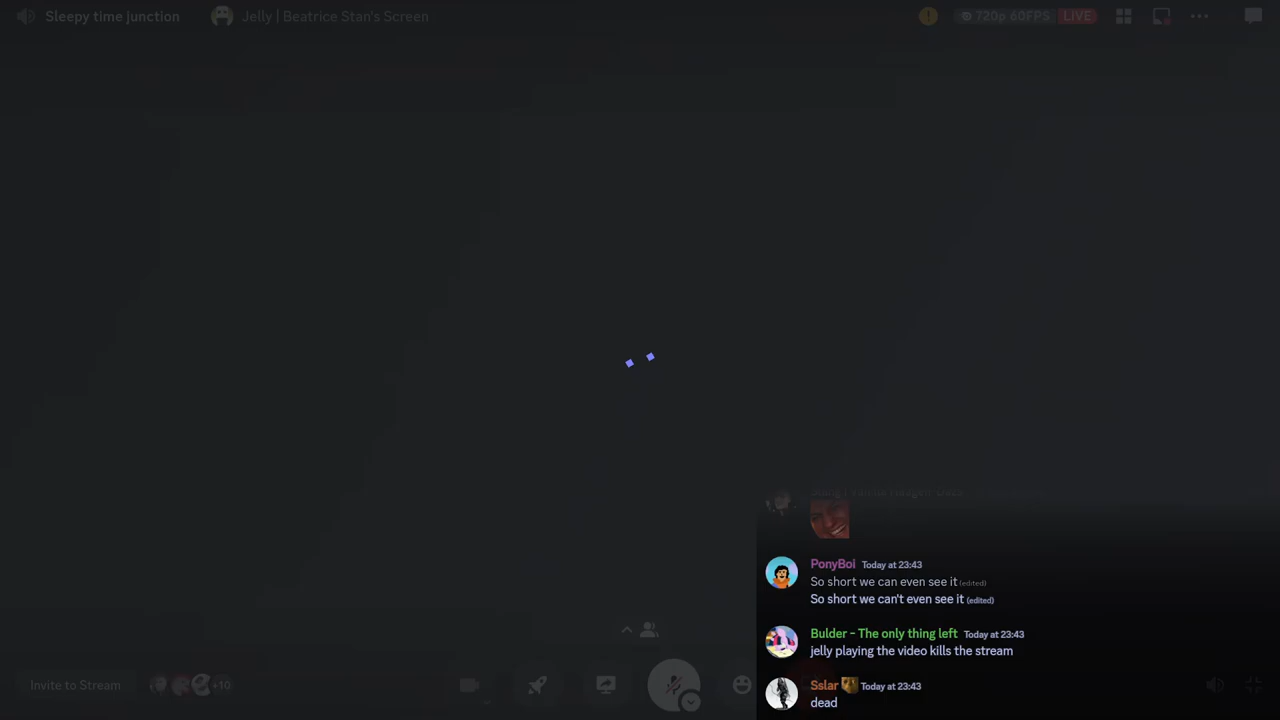 Sleepy time junction
Jelly | Beatrice Stan's Screen
720p 60FPS
LIVE
PonyBoi Today at 23:43
So short we can even see it (edited)
So short we can't even see it (edited)
Bulder - The only thing left Today at 23:43
jelly playing the video kills the stream
Invite to Stream
+10
Sslar Today at 23:43
dead